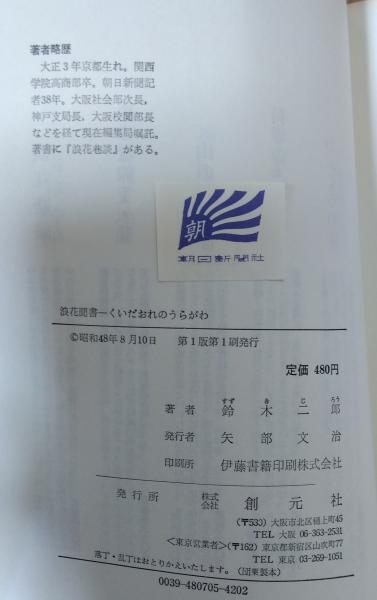 著者略歴
大正3年京都生れ。関西
学院高商部卒。朝日新聞記
者38年。大阪社会部次長,
神戸支局長, 大阪校閲部長
などを経て現在編集局嘱託。
著書に『浪花巷談』がある。
朝
朝日新聞社
浪花聞書―くいだおれのうらがわ
©昭和48年8月10日 第1版第1刷発行
定価 480円
すず き じ ろう
著者 鈴木二郎
発行者 矢部文治
印刷所 伊藤書籍印刷株式会社
発行所 株式会社 創元社
(〒530) 大阪市北区樋上町45
TEL 大阪 06-363-2531
<東京営業者> (〒162) 東京都新宿区山吹町77
TEL 東京 03-269-1051
落丁・乱丁はおとりかえいたします。 (団栗製本)
0039-480705-4202